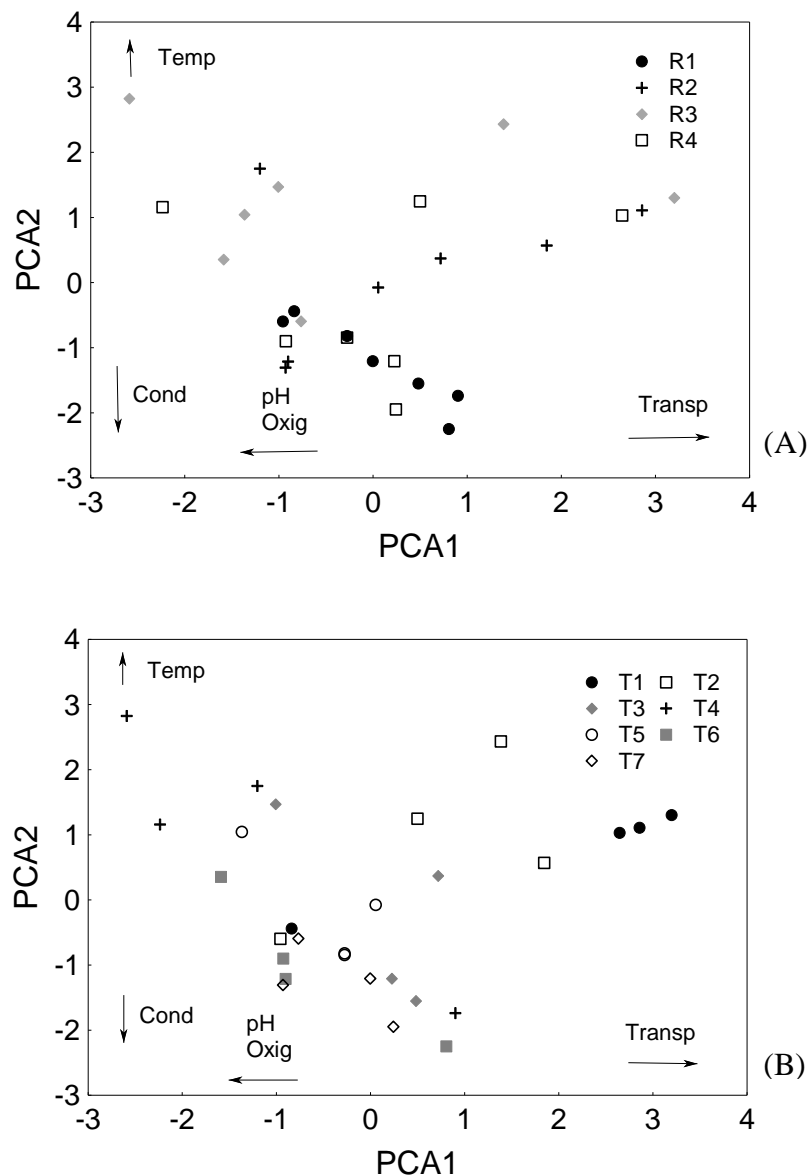 4
3
2
1
0
-1
-2
-3
PCA2
Temp
R1
R2
R3
R4
Cond
pH
Oxig
Transp
-3 -2 -1 0 1 2 3 4
PCA1
(A)
4
3
2
1
0
-1
-2
-3
PCA2
Temp
T1 T2
T3 T4
T5 T6
T7
Cond
pH
Oxig
Transp
-3 -2 -1 0 1 2 3 4
PCA1
(B)